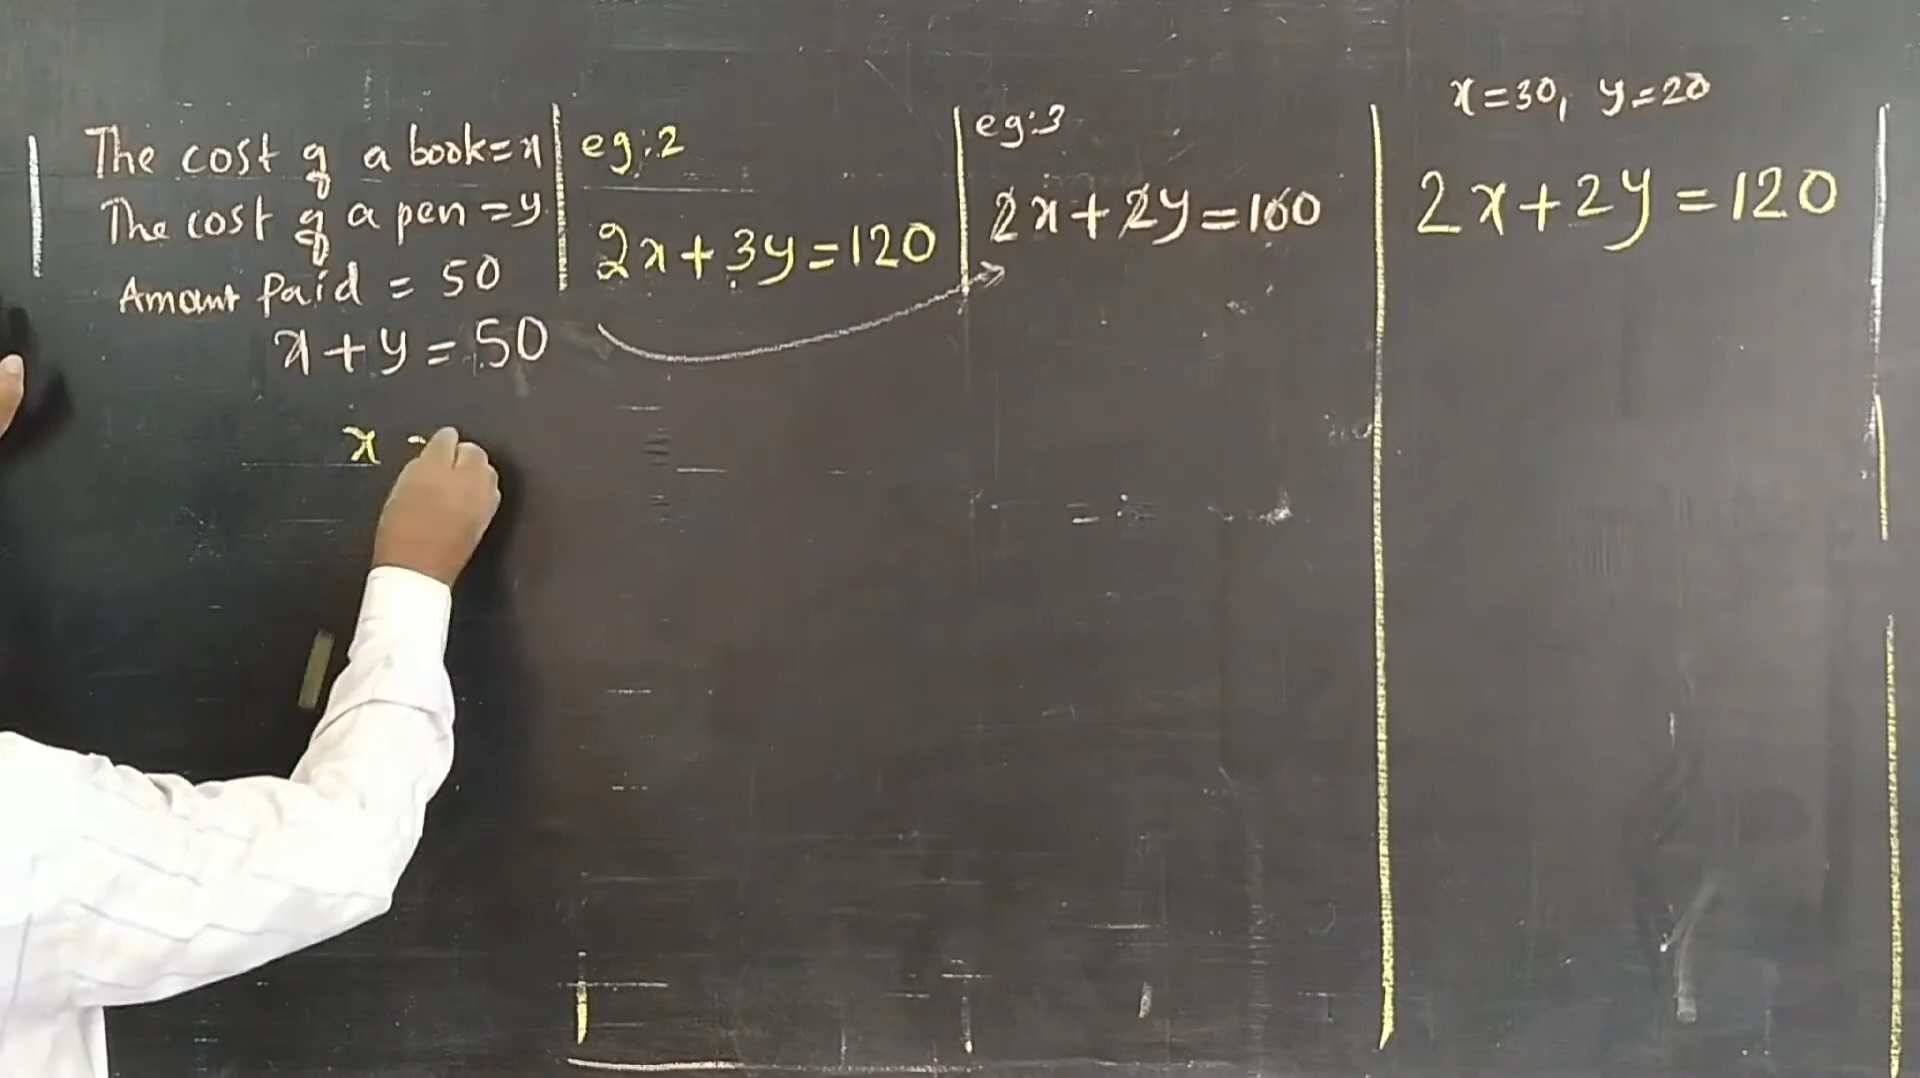 The cost of a book=x
The cost of a pen =y
Amount Paid = 50
x+y=50
x
eg:2
2x+3y=120
eg:3
2x+2y=100
x=30, y=20
2x+2y=120